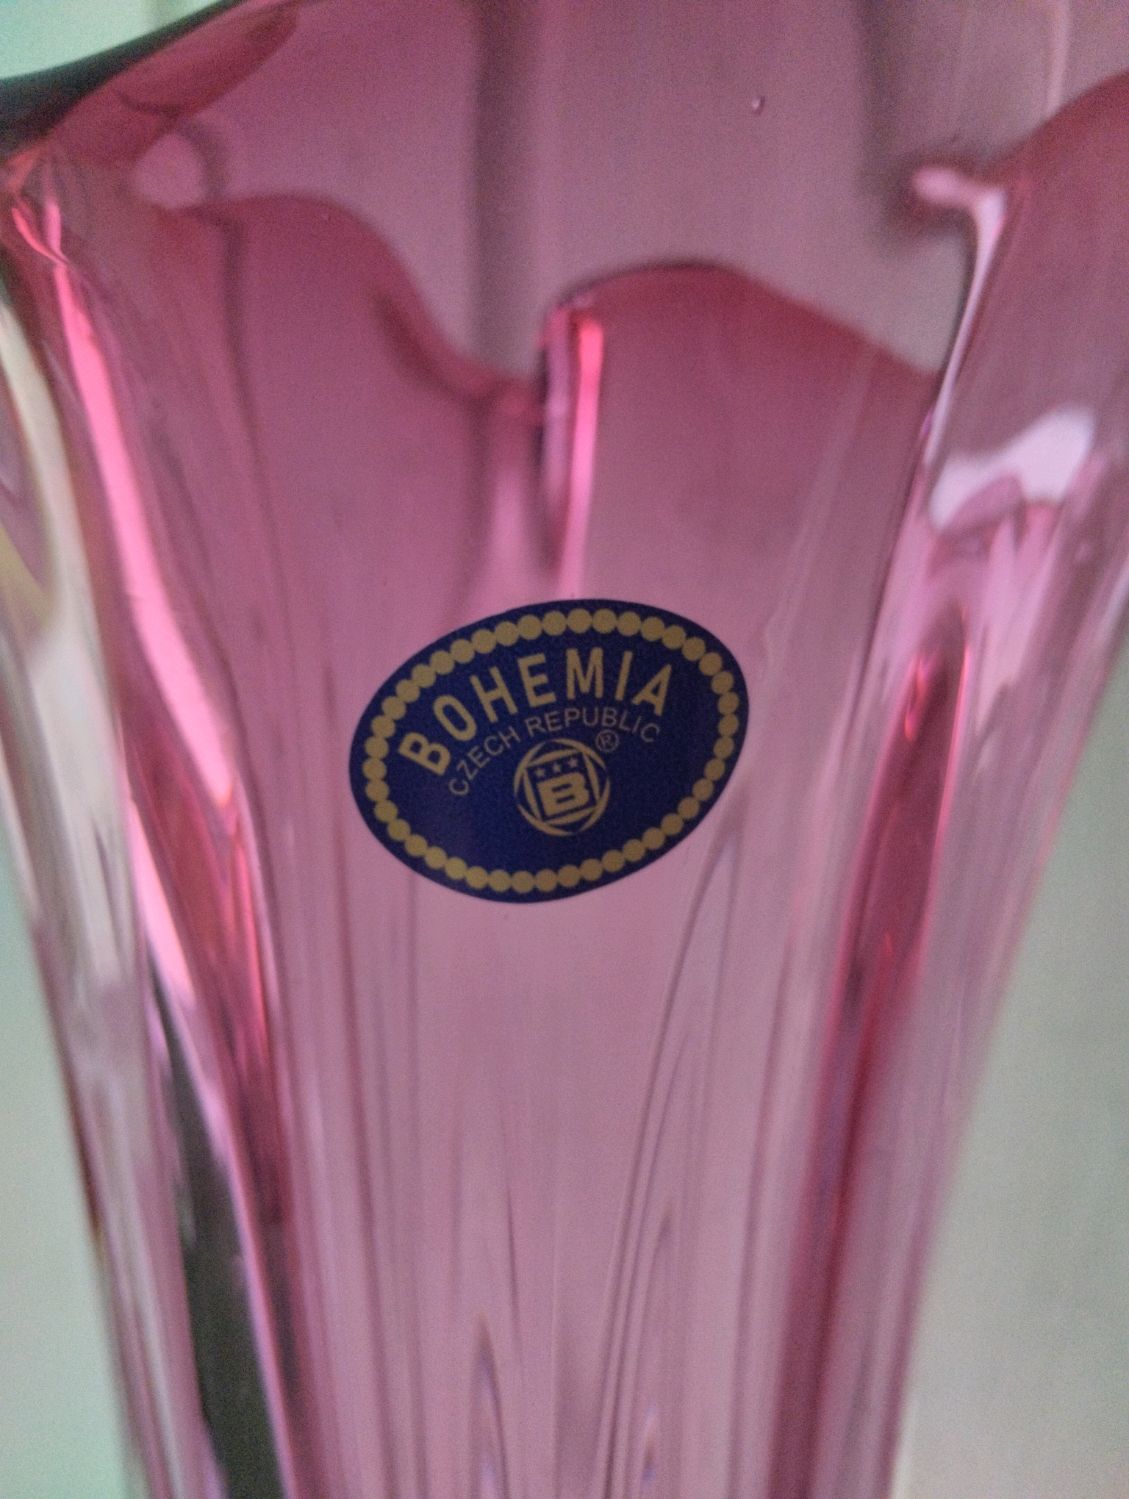 BOHEMIA
CZECH REPUBLIC
®
B